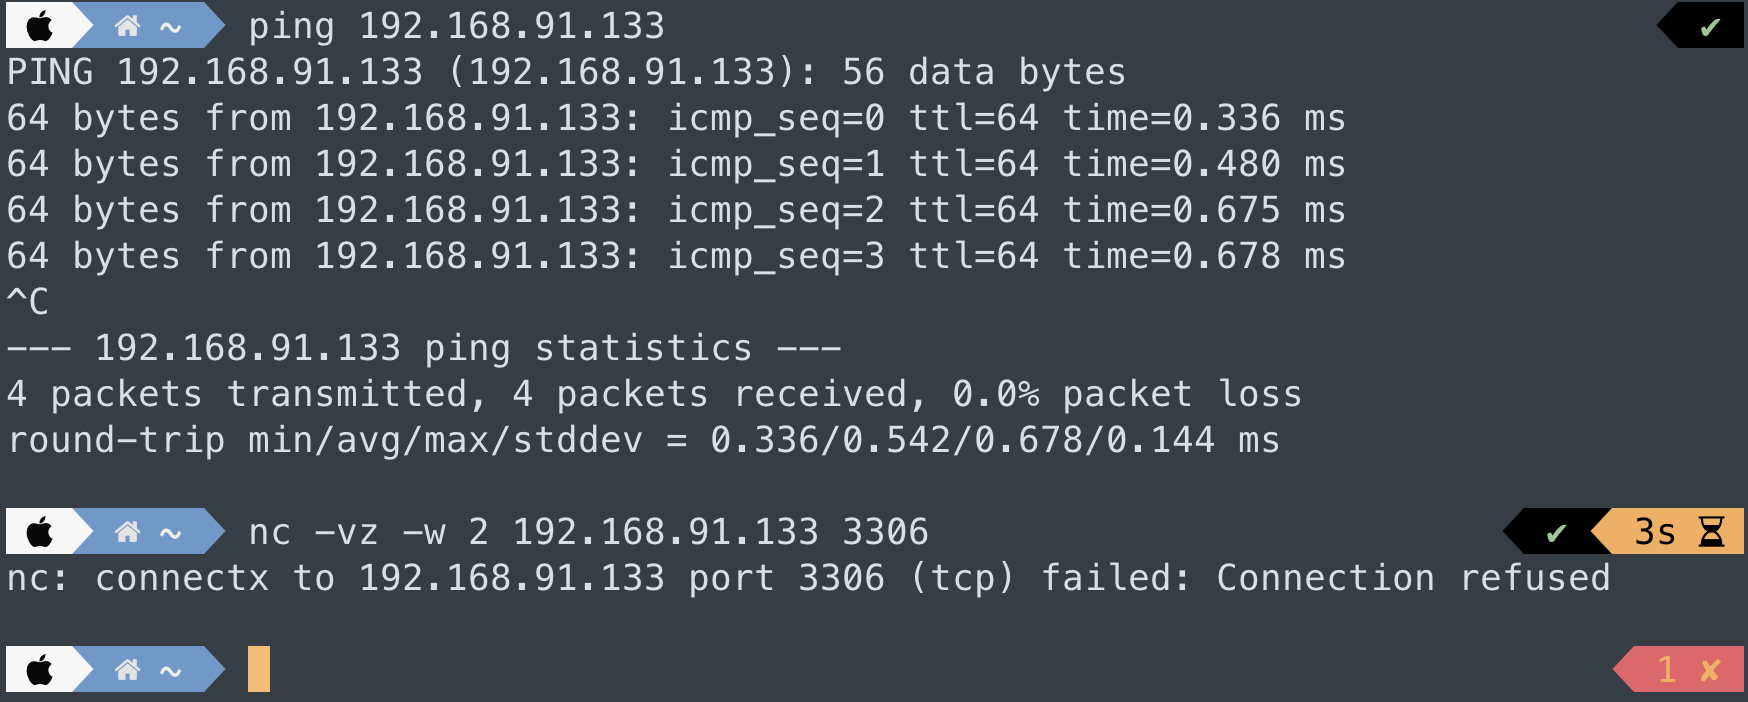 ~ ping 192.168.91.133 ✔
PING 192.168.91.133 (192.168.91.133): 56 data bytes
64 bytes from 192.168.91.133: icmp_seq=0 ttl=64 time=0.336 ms
64 bytes from 192.168.91.133: icmp_seq=1 ttl=64 time=0.480 ms
64 bytes from 192.168.91.133: icmp_seq=2 ttl=64 time=0.675 ms
64 bytes from 192.168.91.133: icmp_seq=3 ttl=64 time=0.678 ms
^C
--- 192.168.91.133 ping statistics ---
4 packets transmitted, 4 packets received, 0.0% packet loss
round-trip min/avg/max/stddev = 0.336/0.542/0.678/0.144 ms
~ nc -vz -w 2 192.168.91.133 3306 ✔ 3s
nc: connectx to 192.168.91.133 port 3306 (tcp) failed: Connection refused
~ 1 ✘